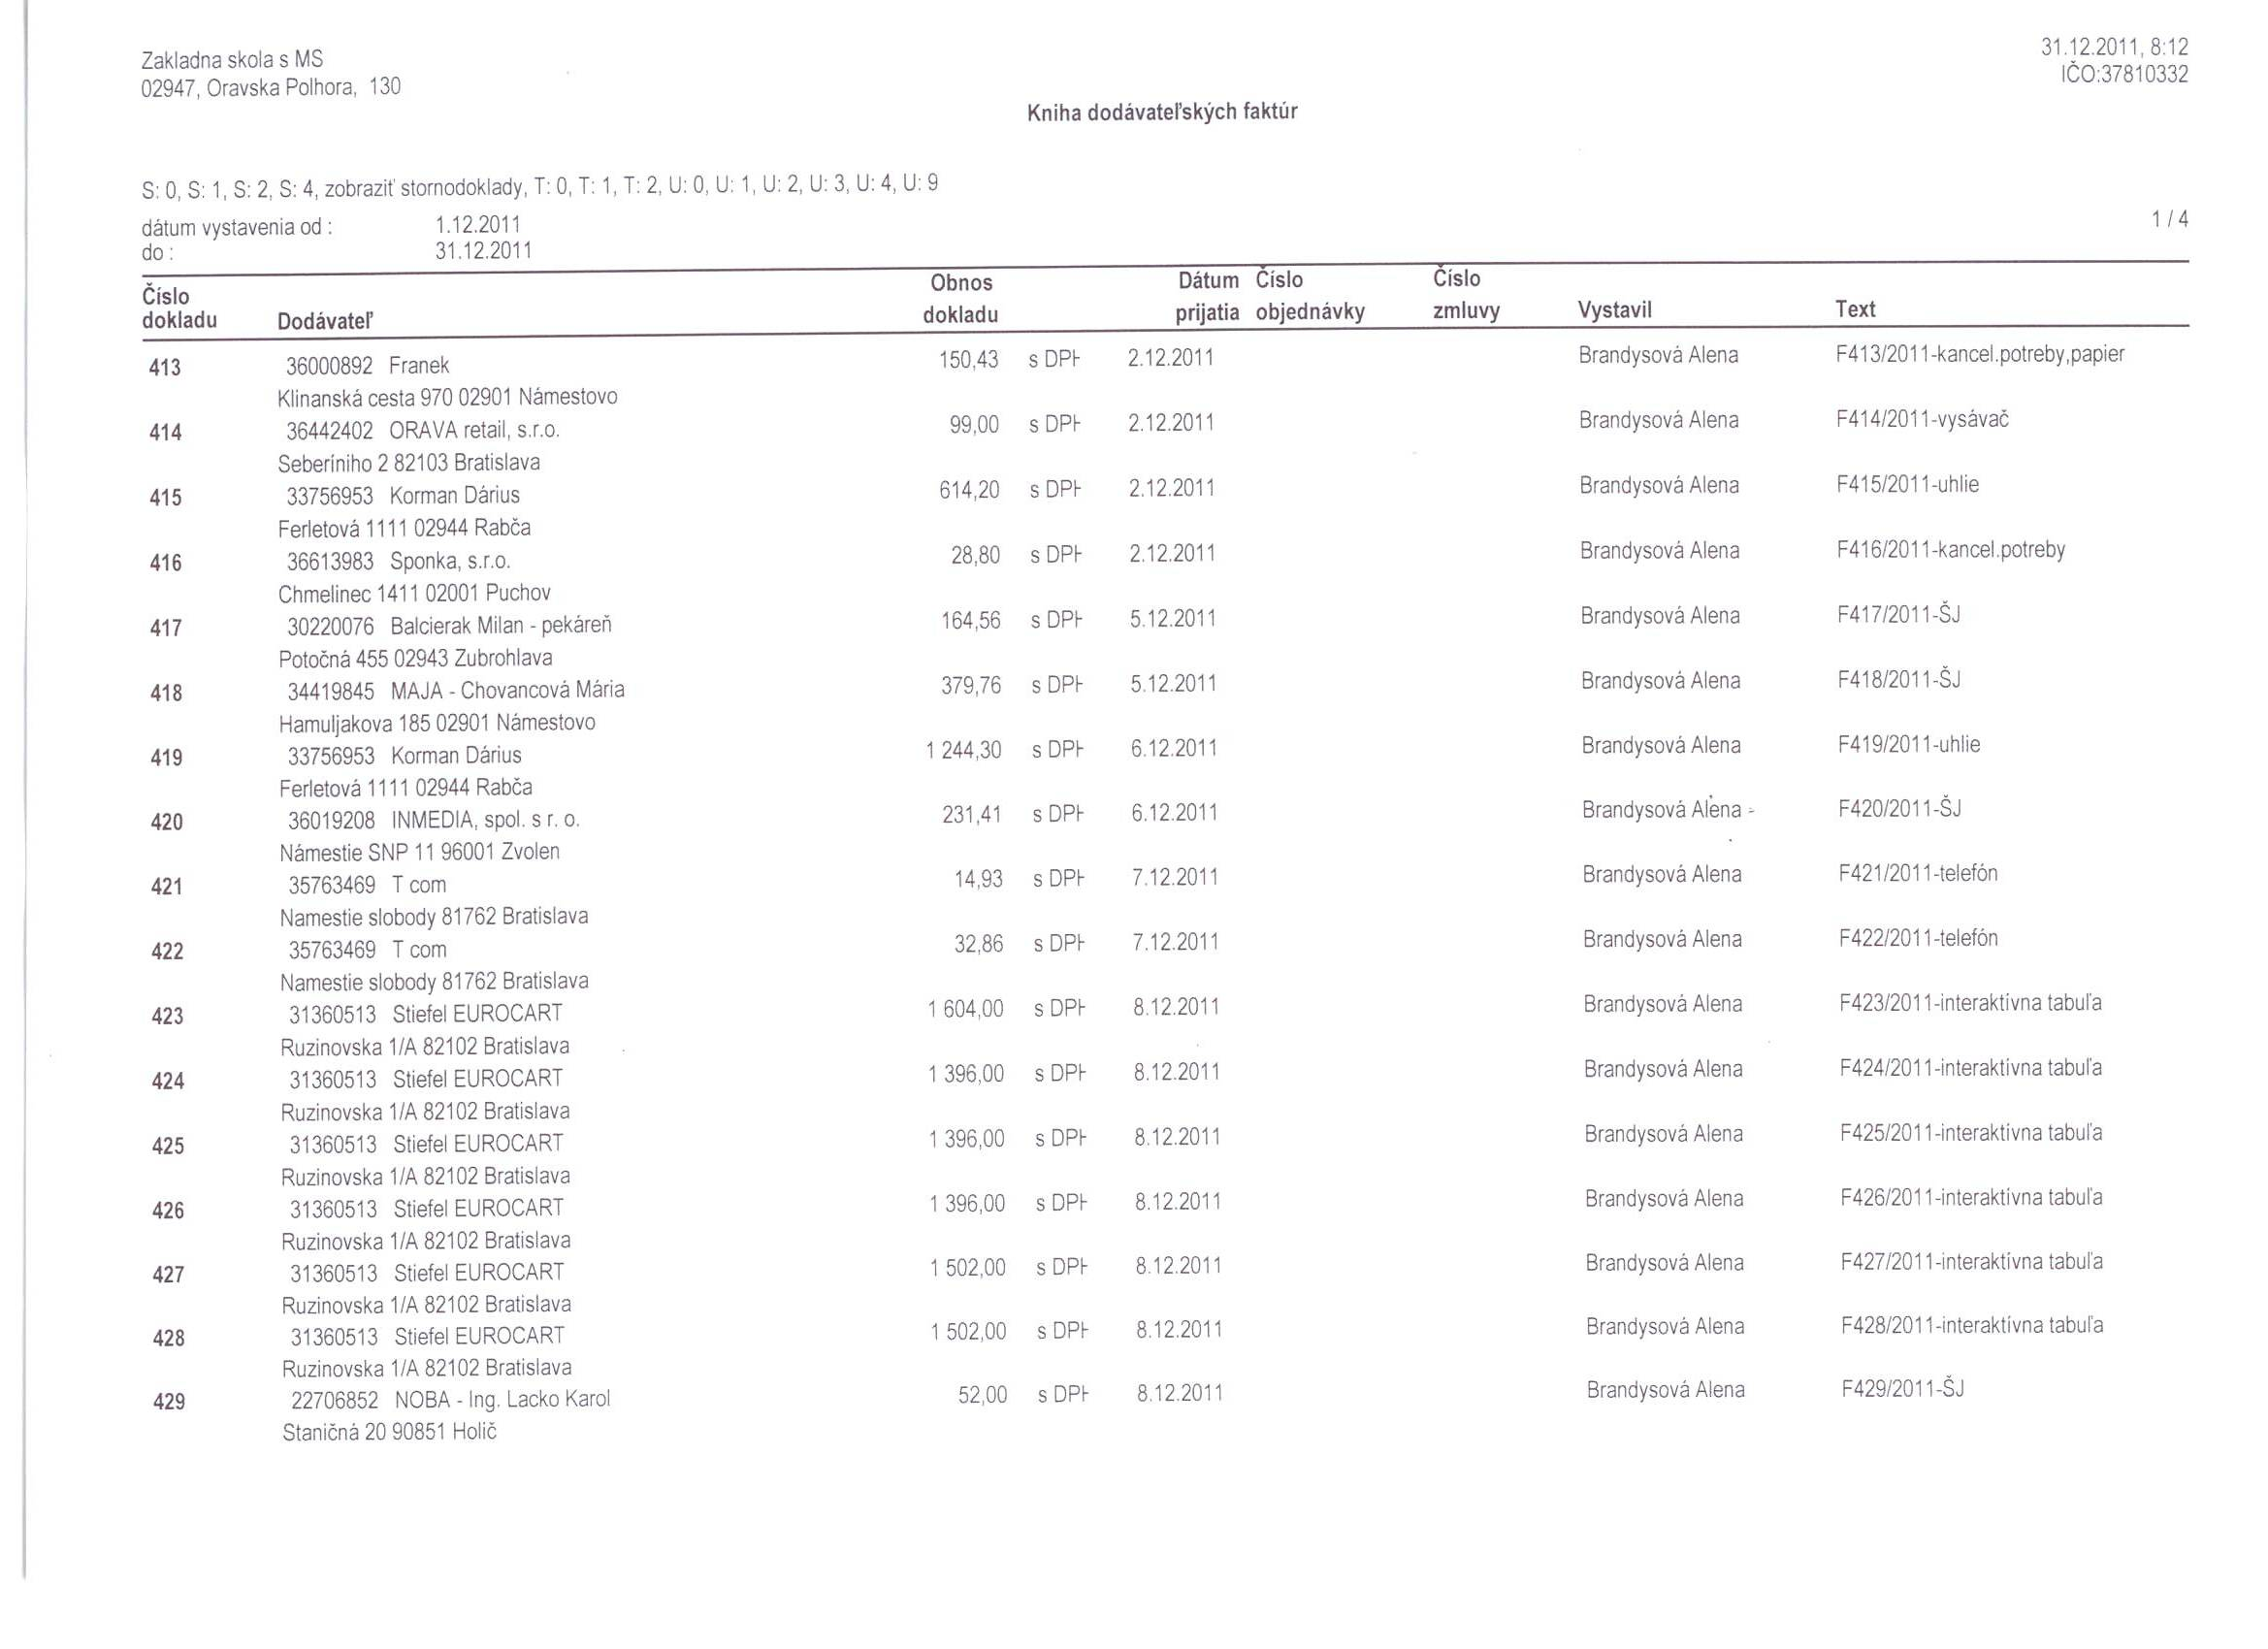 Zakladna skola s MS
02947, Oravska Polhora, 130
31.12.2011, 8:12
IČO:37810332
Kniha dodávateľských faktúr
S: 0, S: 1, S: 2, S: 4, zobraziť stornodoklady, T: 0, T: 1, T: 2, U: 0, U: 1, U: 2, U: 3, U: 4, U: 9
dátum vystavenia od : 1.12.2011
do : 31.12.2011
1 / 4
Číslo dokladu Dodávateľ Obnos dokladu Dátum prijatia Číslo objednávky Číslo zmluvy Vystavil Text
413 36000892 Franek 150,43 s DPH 2.12.2011 Brandysová Alena F413/2011-kancel.potreby,papier
Klinanská cesta 970 02901 Námestovo
414 36442402 ORAVA retail, s.r.o. 99,00 s DPH 2.12.2011 Brandysová Alena F414/2011-vysávač
Seberíniho 2 82103 Bratislava
415 33756953 Korman Dárius 614,20 s DPH 2.12.2011 Brandysová Alena F415/2011-uhlie
Ferletová 1111 02944 Rabča
416 36613983 Sponka, s.r.o. 28,80 s DPH 2.12.2011 Brandysová Alena F416/2011-kancel.potreby
Chmelinec 1411 02001 Puchov
417 30220076 Balcierak Milan - pekáreň 164,56 s DPH 5.12.2011 Brandysová Alena F417/2011-ŠJ
Potočná 455 02943 Zubrohlava
418 34419845 MAJA - Chovancová Mária 379,76 s DPH 5.12.2011 Brandysová Alena F418/2011-ŠJ
Hamuljakova 185 02901 Námestovo
419 33756953 Korman Dárius 1 244,30 s DPH 6.12.2011 Brandysová Alena F419/2011-uhlie
Ferletová 1111 02944 Rabča
420 36019208 INMEDIA, spol. s r. o. 231,41 s DPH 6.12.2011 Brandysová Alena F420/2011-ŠJ
Námestie SNP 11 96001 Zvolen
421 35763469 T com 14,93 s DPH 7.12.2011 Brandysová Alena F421/2011-telefón
Namestie slobody 81762 Bratislava
422 35763469 T com 32,86 s DPH 7.12.2011 Brandysová Alena F422/2011-telefón
Namestie slobody 81762 Bratislava
423 31360513 Stiefel EUROCART 1 604,00 s DPH 8.12.2011 Brandysová Alena F423/2011-interaktívna tabuľa
Ruzinovska 1/A 82102 Bratislava
424 31360513 Stiefel EUROCART 1 396,00 s DPH 8.12.2011 Brandysová Alena F424/2011-interaktívna tabuľa
Ruzinovska 1/A 82102 Bratislava
425 31360513 Stiefel EUROCART 1 396,00 s DPH 8.12.2011 Brandysová Alena F425/2011-interaktívna tabuľa
Ruzinovska 1/A 82102 Bratislava
426 31360513 Stiefel EUROCART 1 396,00 s DPH 8.12.2011 Brandysová Alena F426/2011-interaktívna tabuľa
Ruzinovska 1/A 82102 Bratislava
427 31360513 Stiefel EUROCART 1 502,00 s DPH 8.12.2011 Brandysová Alena F427/2011-interaktívna tabuľa
Ruzinovska 1/A 82102 Bratislava
428 31360513 Stiefel EUROCART 1 502,00 s DPH 8.12.2011 Brandysová Alena F428/2011-interaktívna tabuľa
Ruzinovska 1/A 82102 Bratislava
429 22706852 NOBA - Ing. Lacko Karol 52,00 s DPH 8.12.2011 Brandysová Alena F429/2011-ŠJ
Staničná 20 90851 Holič